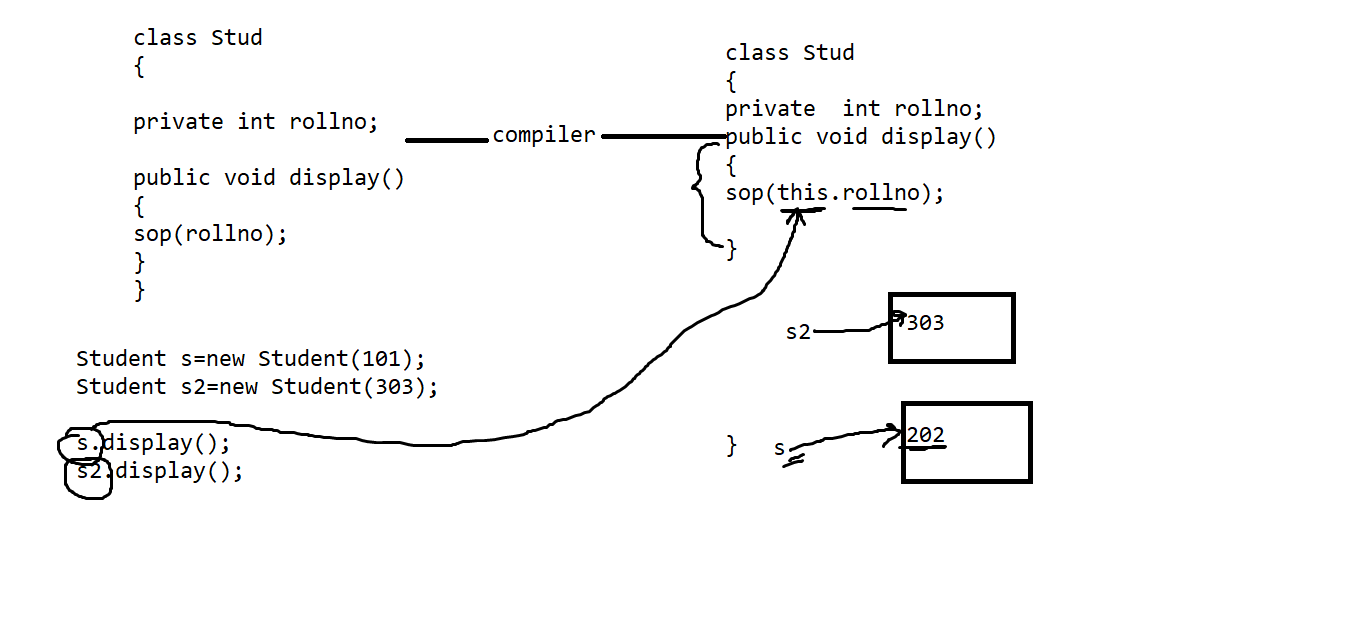 class Stud
{
private int rollno;
public void display()
{
sop(rollno);
}
}
compiler
class Stud
{
private  int rollno;
public void display()
{
sop(this.rollno);
}
}
Student s=new Student(101);
Student s2=new Student(303);
s.display();
s2.display();
s2
303
s
202